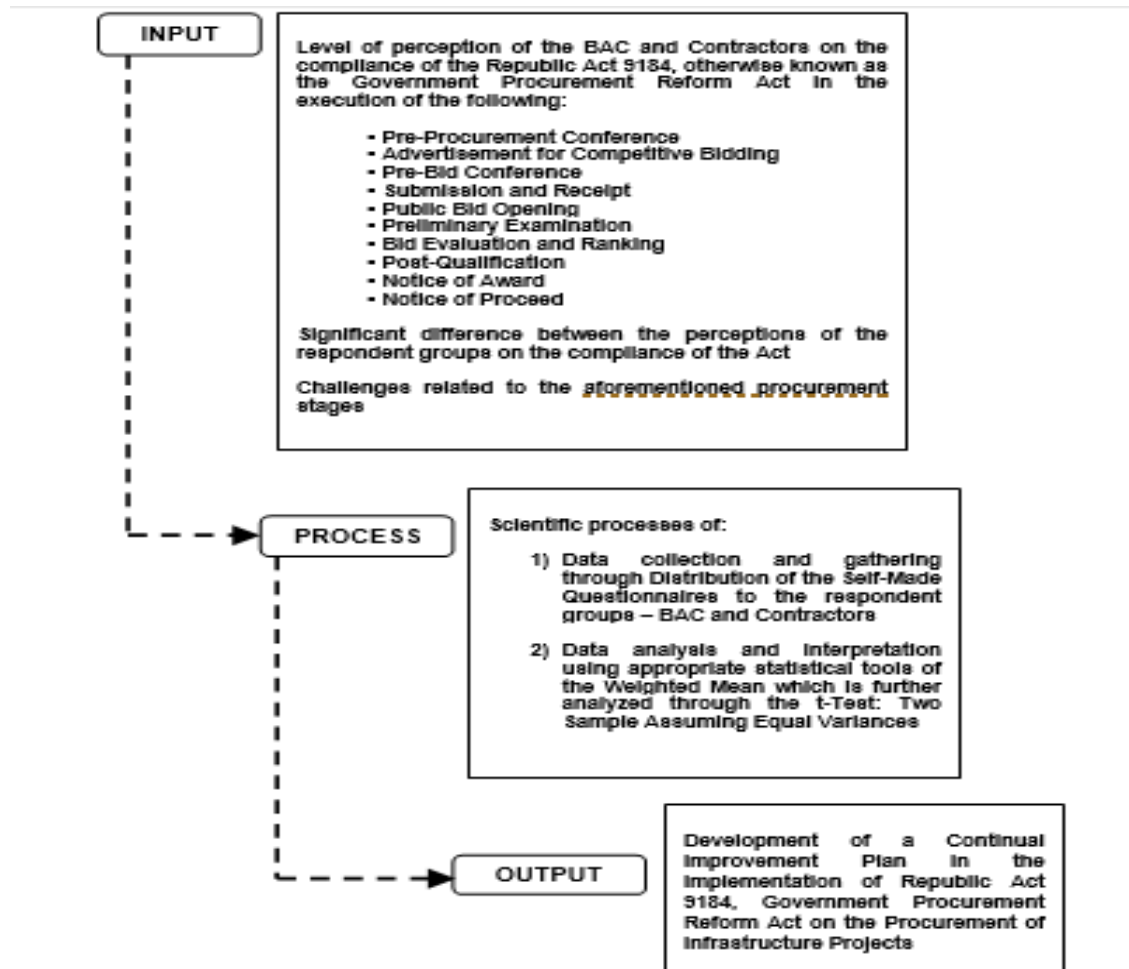 INPUT
Level of perception of the BAC and Contractors on the
compliance of the Republic Act 9184, otherwise known as
the Government Procurement Reform Act in the
execution of the following:
- Pre-Procurement Conference
- Advertisement for Competitive Bidding
- Pre-Bid Conference
- Submission and Receipt
- Public Bid Opening
- Preliminary Examination
- Bid Evaluation and Ranking
- Post-Qualification
- Notice of Award
- Notice of Proceed
Significant difference between the perceptions of the
respondent groups on the compliance of the Act
Challenges related to the aforementioned procurement
stages
PROCESS
Scientific processes of:
1) Data collection and gathering
through Distribution of the Self-Made
Questionnaires to the respondent
groups – BAC and Contractors
2) Data analysis and interpretation
using appropriate statistical tools of
the Weighted Mean which is further
analyzed through the t-Test: Two
Sample Assuming Equal Variances
OUTPUT
Development of a Continual
Improvement Plan in the
Implementation of Republic Act
9184, Government Procurement
Reform Act on the Procurement of
Infrastructure Projects